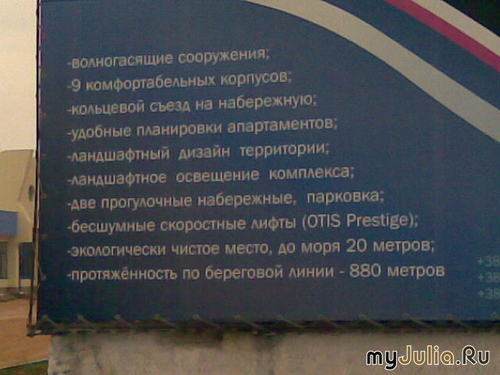 -волногасящие сооружения;
-9 комфортабельных корпусов;
-кольцевой съезд на набережную;
-удобные планировки апартаментов;
-ландшафтный дизайн территории;
-ландшафтное освещение комплекса;
-две прогулочные набережные, парковка;
-бесшумные скоростные лифты (OTIS Prestige);
-экологически чистое место, до моря 20 метров;
-протяжённость по береговой линии - 880 метров
+38
+38
+38
myJulia.Ru